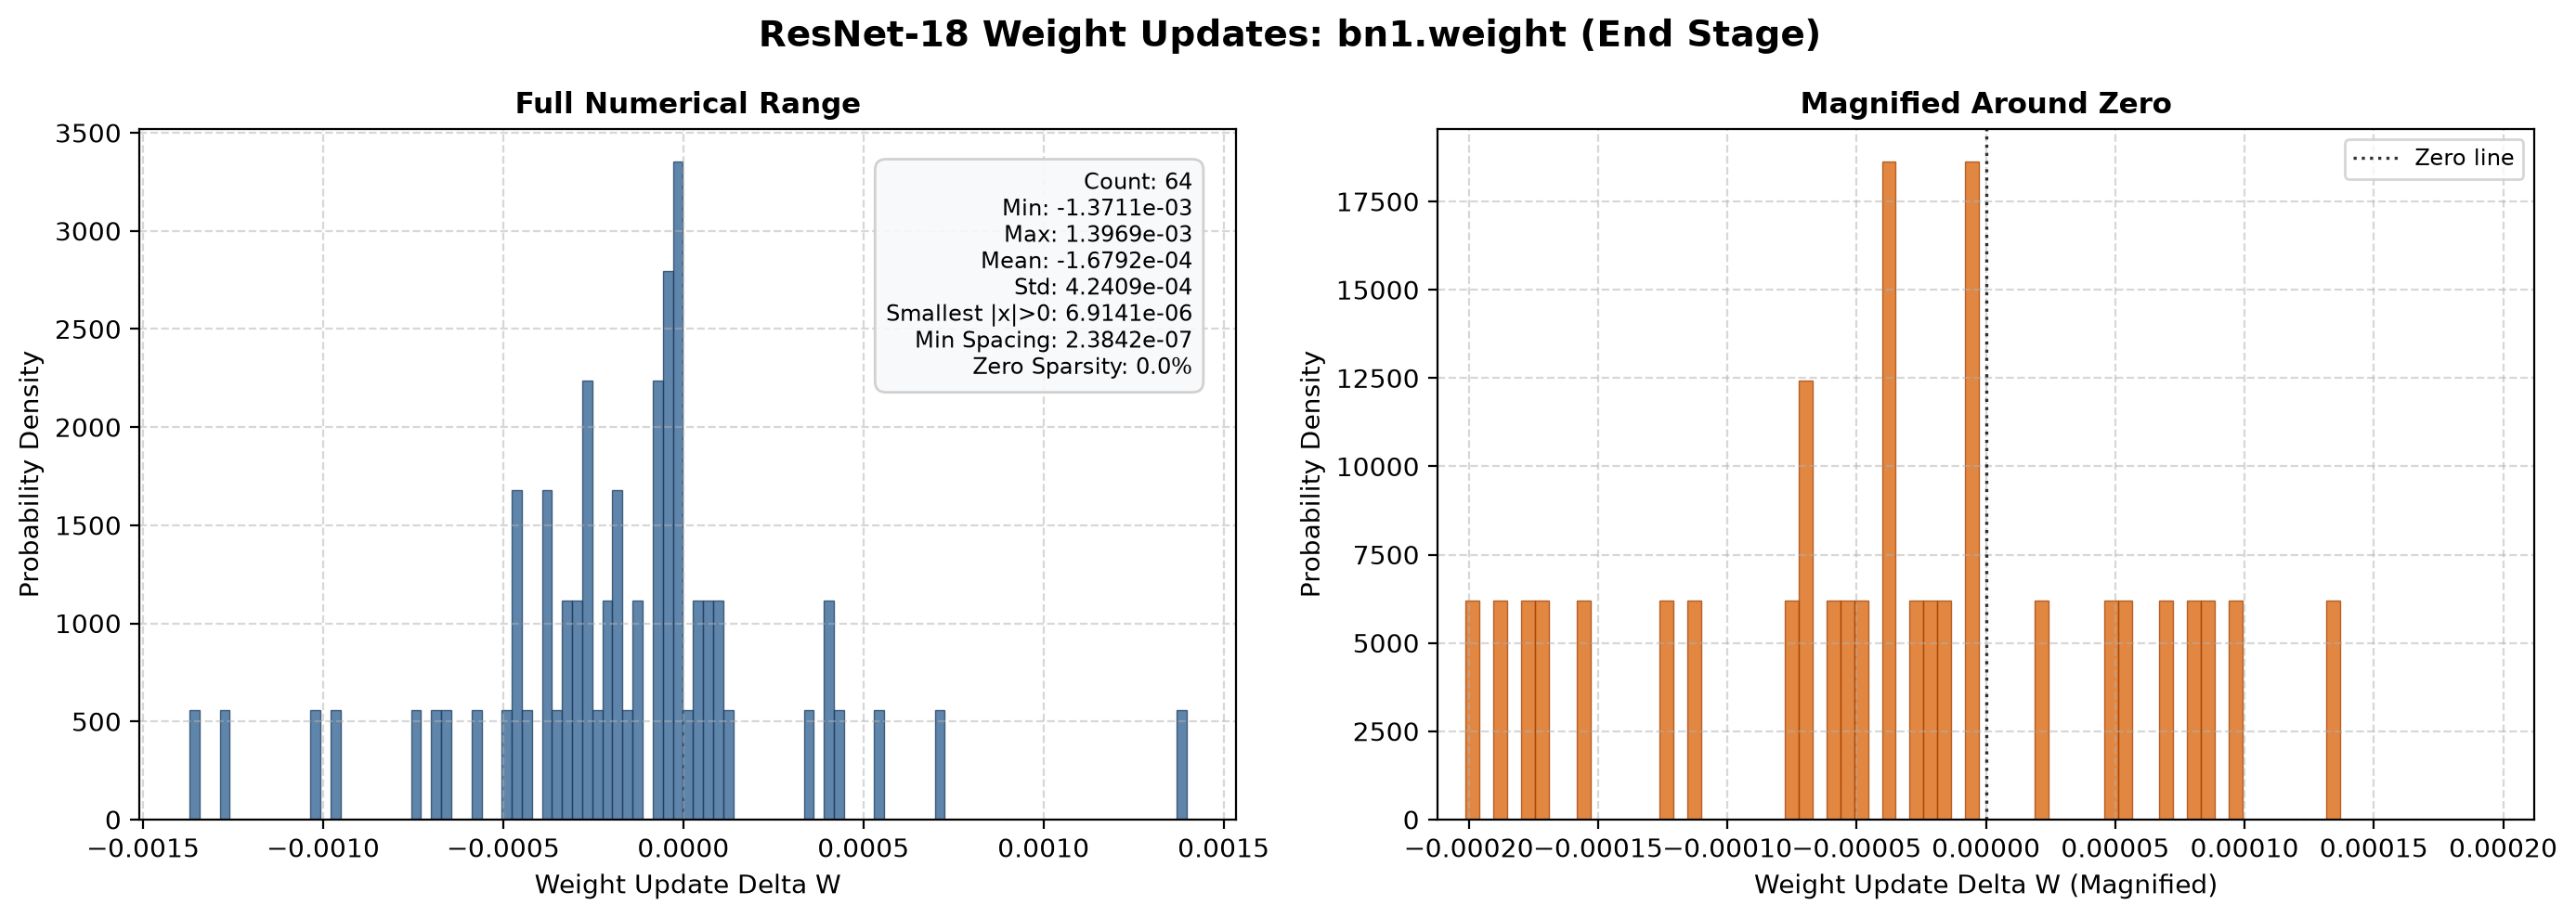 ResNet-18 Weight Updates: bn1.weight (End Stage)
Full Numerical Range
Probability Density
3500
3000
2500
2000
1500
1000
500
0
Count: 64
Min: -1.3711e-03
Max: 1.3969e-03
Mean: -1.6792e-04
Std: 4.2409e-04
Smallest |x|>0: 6.9141e-06
Min Spacing: 2.3842e-07
Zero Sparsity: 0.0%
−0.0015 −0.0010 −0.0005 0.0000 0.0005 0.0010 0.0015
Weight Update Delta W
Magnified Around Zero
Probability Density
17500
15000
12500
10000
7500
5000
2500
0
Zero line
−0.00020 −0.00015 −0.00010 −0.00005 0.00000 0.00005 0.00010 0.00015 0.00020
Weight Update Delta W (Magnified)